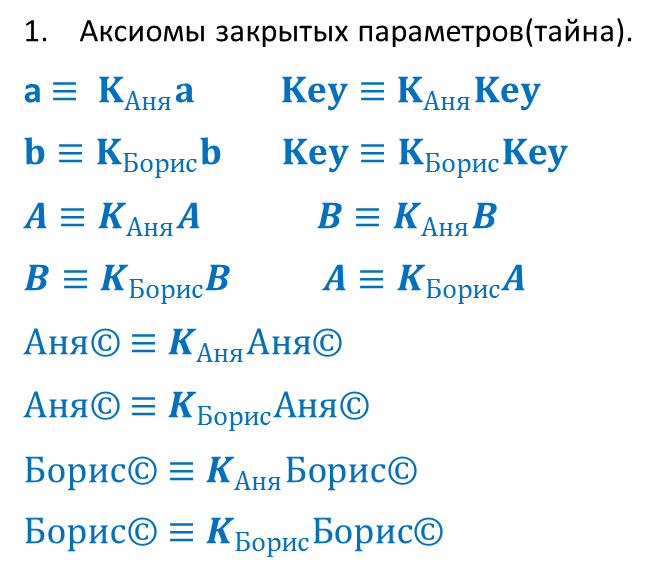 1. Аксиомы закрытых параметров(тайна).
a ≡ K_Аня a Key ≡ K_Аня Key
b ≡ K_Борис b Key ≡ K_Борис Key
A ≡ K_Аня A B ≡ K_Аня B
B ≡ K_Борис B A ≡ K_Борис A
Аня© ≡ K_Аня Аня©
Аня© ≡ K_Борис Аня©
Борис© ≡ K_Аня Борис©
Борис© ≡ K_Борис Борис©